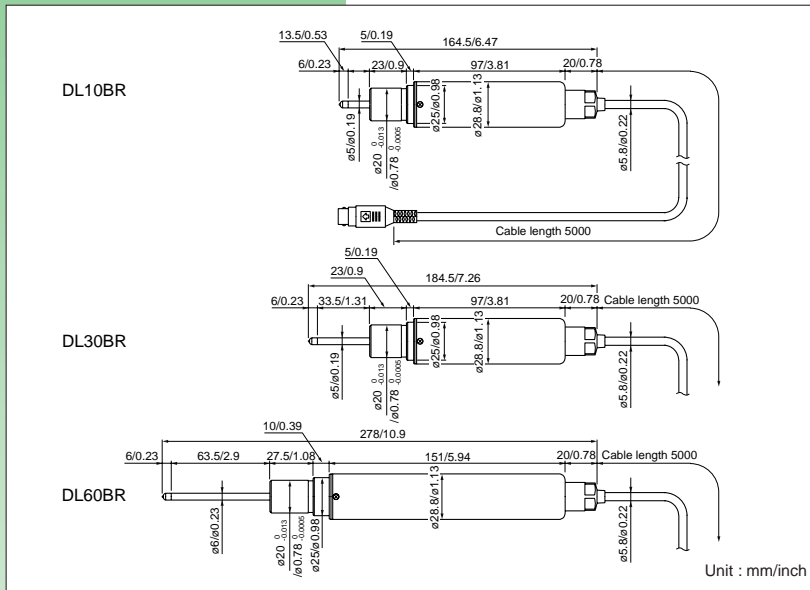 13.5/0.53
5/0.19
164.5/6.47
6/0.23
23/0.9
97/3.81
20/0.78
DL10BR
ø5/ø0.19
ø20 0 -0.013
/ø0.78 0 -0.0005
ø25/ø0.98
ø28.8/ø1.13
ø5.8/ø0.22
Cable length 5000
5/0.19
23/0.9
184.5/7.26
6/0.23
33.5/1.31
97/3.81
20/0.78
Cable length 5000
DL30BR
ø5/ø0.19
ø20 0 -0.013
/ø0.78 0 -0.0005
ø25/ø0.98
ø28.8/ø1.13
ø5.8/ø0.22
10/0.39
278/10.9
6/0.23
63.5/2.9
27.5/1.08
151/5.94
20/0.78
Cable length 5000
DL60BR
ø6/ø0.23
ø20 0 -0.013
/ø0.78 0 -0.0005
ø25/ø0.98
ø28.8/ø1.13
ø5.8/ø0.22
Unit : mm/inch